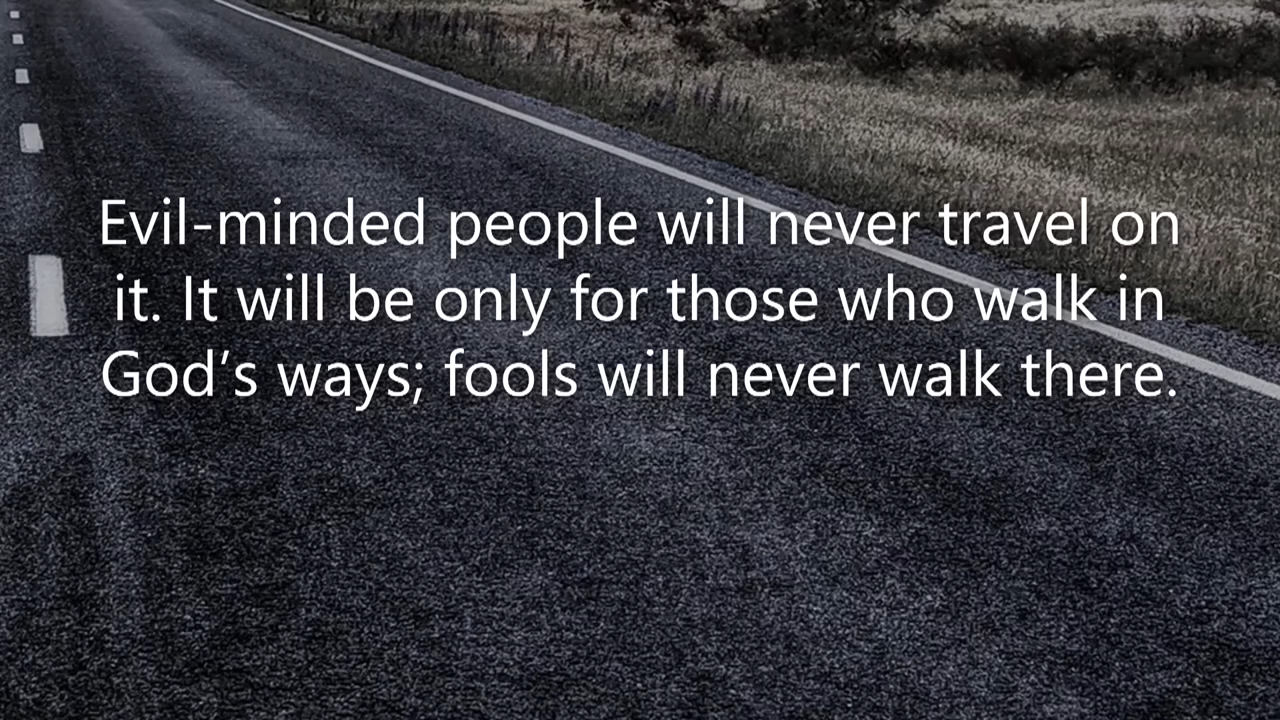 Evil-minded people will never travel on
it. It will be only for those who walk in
God’s ways; fools will never walk there.